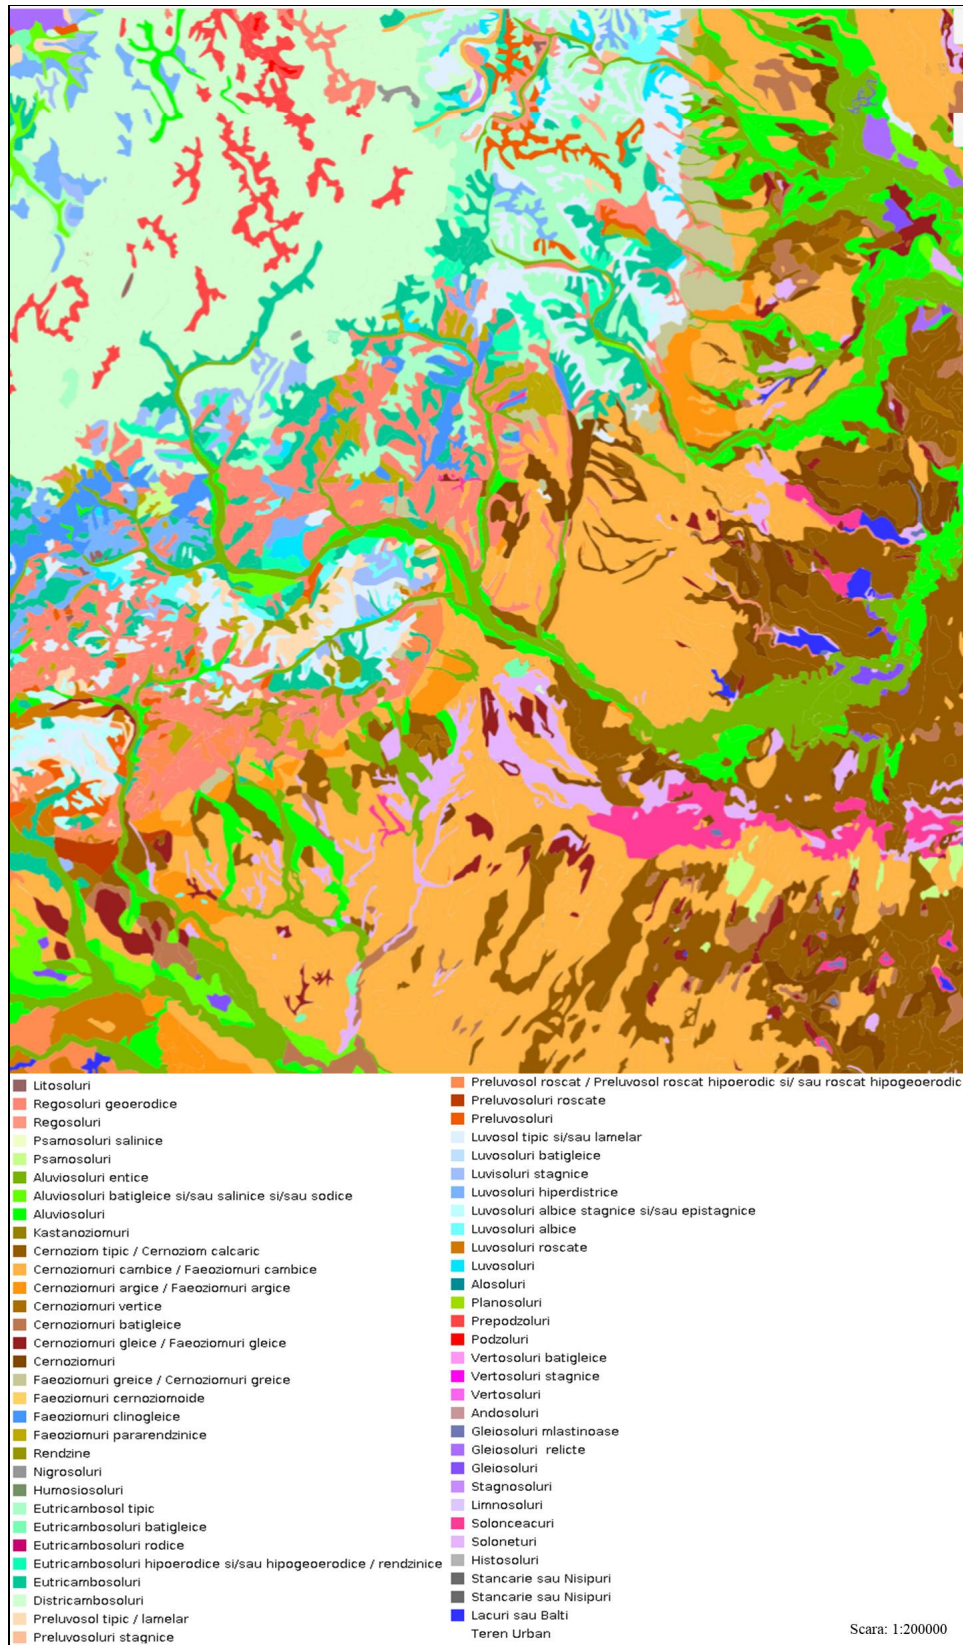 Litosoluri
Regosoluri geoerodice
Regosoluri
Psamosoluri salinice
Psamosoluri
Aluviosoluri entice
Aluviosoluri batigleice si/sau salinice si/sau sodice
Aluviosoluri
Kastanoziomuri
Cernoziom tipic / Cernoziom calcaric
Cernoziomuri cambice / Faeoziomuri cambice
Cernoziomuri argice / Faeoziomuri argice
Cernoziomuri vertice
Cernoziomuri batigleice
Cernoziomuri gleice / Faeoziomuri gleice
Cernoziomuri
Faeoziomuri greice / Cernoziomuri greice
Faeoziomuri cernoziomoide
Faeoziomuri clinogleice
Faeoziomuri pararendzinice
Rendzine
Nigrosoluri
Humosiosoluri
Eutricambosol tipic
Eutricambosoluri batigleice
Eutricambosoluri rodice
Eutricambosoluri hipoerodice si/sau hipogeoerodice / rendzinice
Eutricambosoluri
Districambosoluri
Preluvosol tipic / lamelar
Preluvosoluri stagnice
Preluvosol roscat / Preluvosol roscat hipoerodic si/ sau roscat hipogeoerodic
Preluvosoluri roscate
Preluvosoluri
Luvosol tipic si/sau lamelar
Luvosoluri batigleice
Luvisoluri stagnice
Luvosoluri hiperdistrice
Luvosoluri albice stagnice si/sau epistagnice
Luvosoluri albice
Luvosoluri roscate
Luvosoluri
Alosoluri
Planosoluri
Prepodzoluri
Podzoluri
Vertosoluri batigleice
Vertosoluri stagnice
Vertosoluri
Andosoluri
Gleiosoluri mlastinoase
Gleiosoluri relicte
Gleiosoluri
Stagnosoluri
Limnosoluri
Solonceacuri
Soloneturi
Histosoluri
Stancarie sau Nisipuri
Stancarie sau Nisipuri
Lacuri sau Balti
Teren Urban
Scara: 1:200000